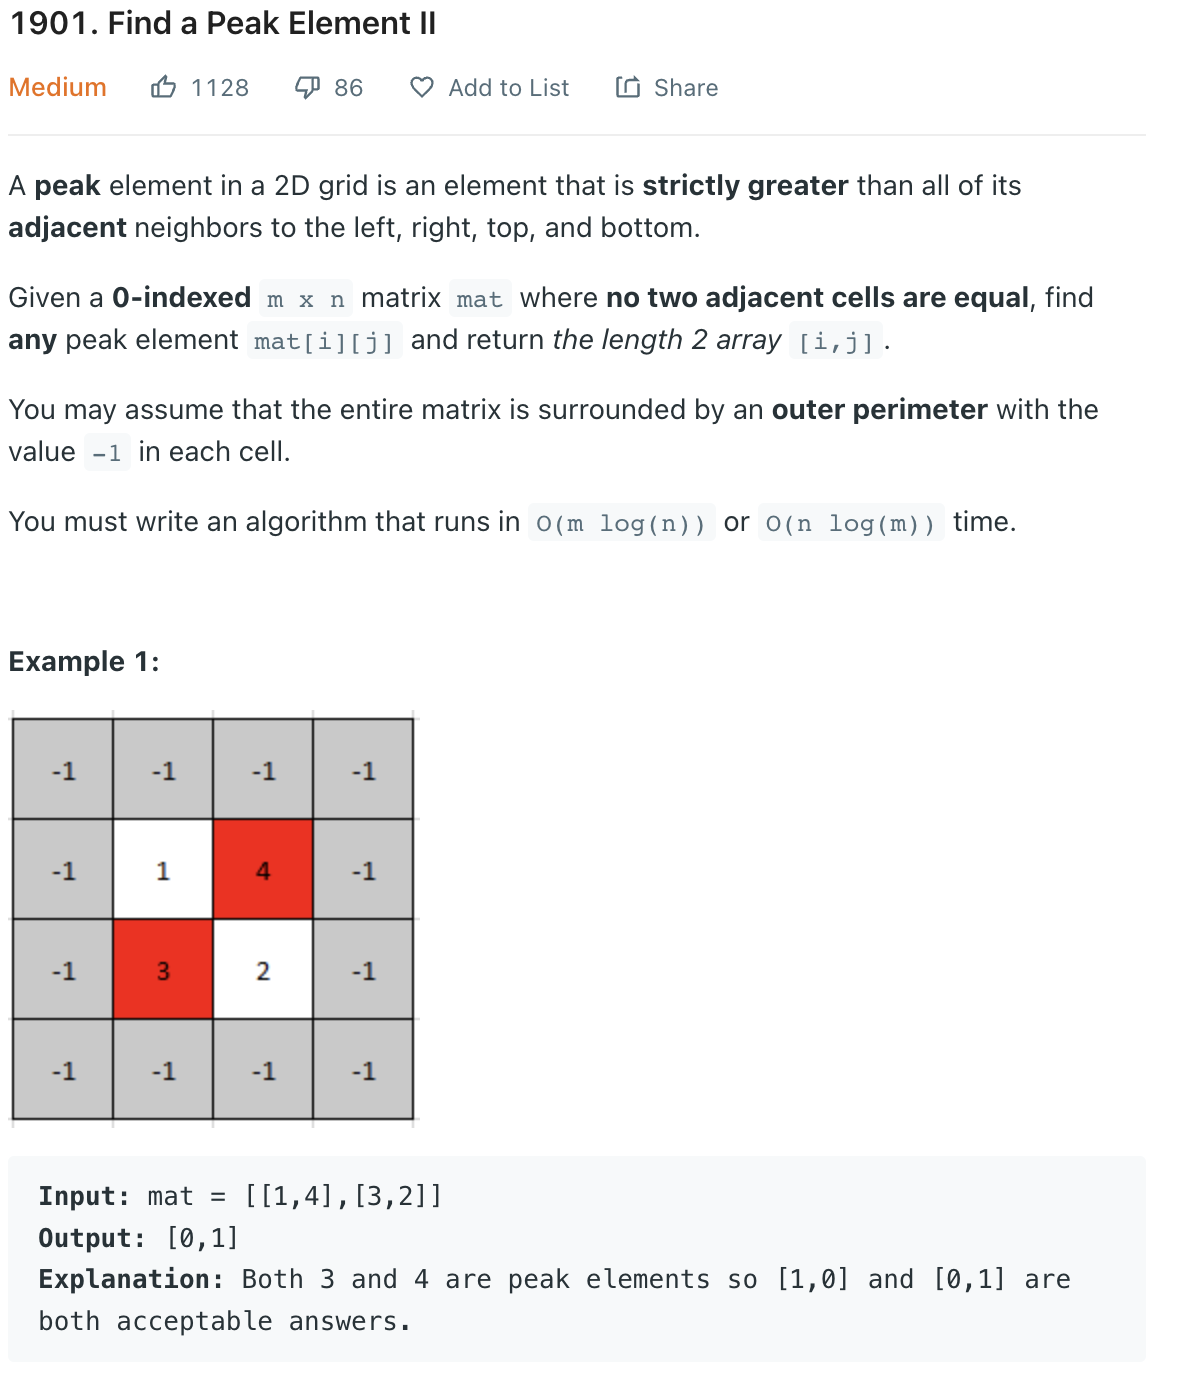 1901. Find a Peak Element II
Medium 1128 86 Add to List Share
A peak element in a 2D grid is an element that is strictly greater than all of its
adjacent neighbors to the left, right, top, and bottom.
Given a 0-indexed m x n matrix mat where no two adjacent cells are equal, find
any peak element mat[i][j] and return the length 2 array [i,j].
You may assume that the entire matrix is surrounded by an outer perimeter with the
value -1 in each cell.
You must write an algorithm that runs in O(m log(n)) or O(n log(m)) time.
Example 1:
-1 -1 -1 -1
-1 1 4 -1
-1 3 2 -1
-1 -1 -1 -1
Input: mat = [[1,4],[3,2]]
Output: [0,1]
Explanation: Both 3 and 4 are peak elements so [1,0] and [0,1] are
both acceptable answers.